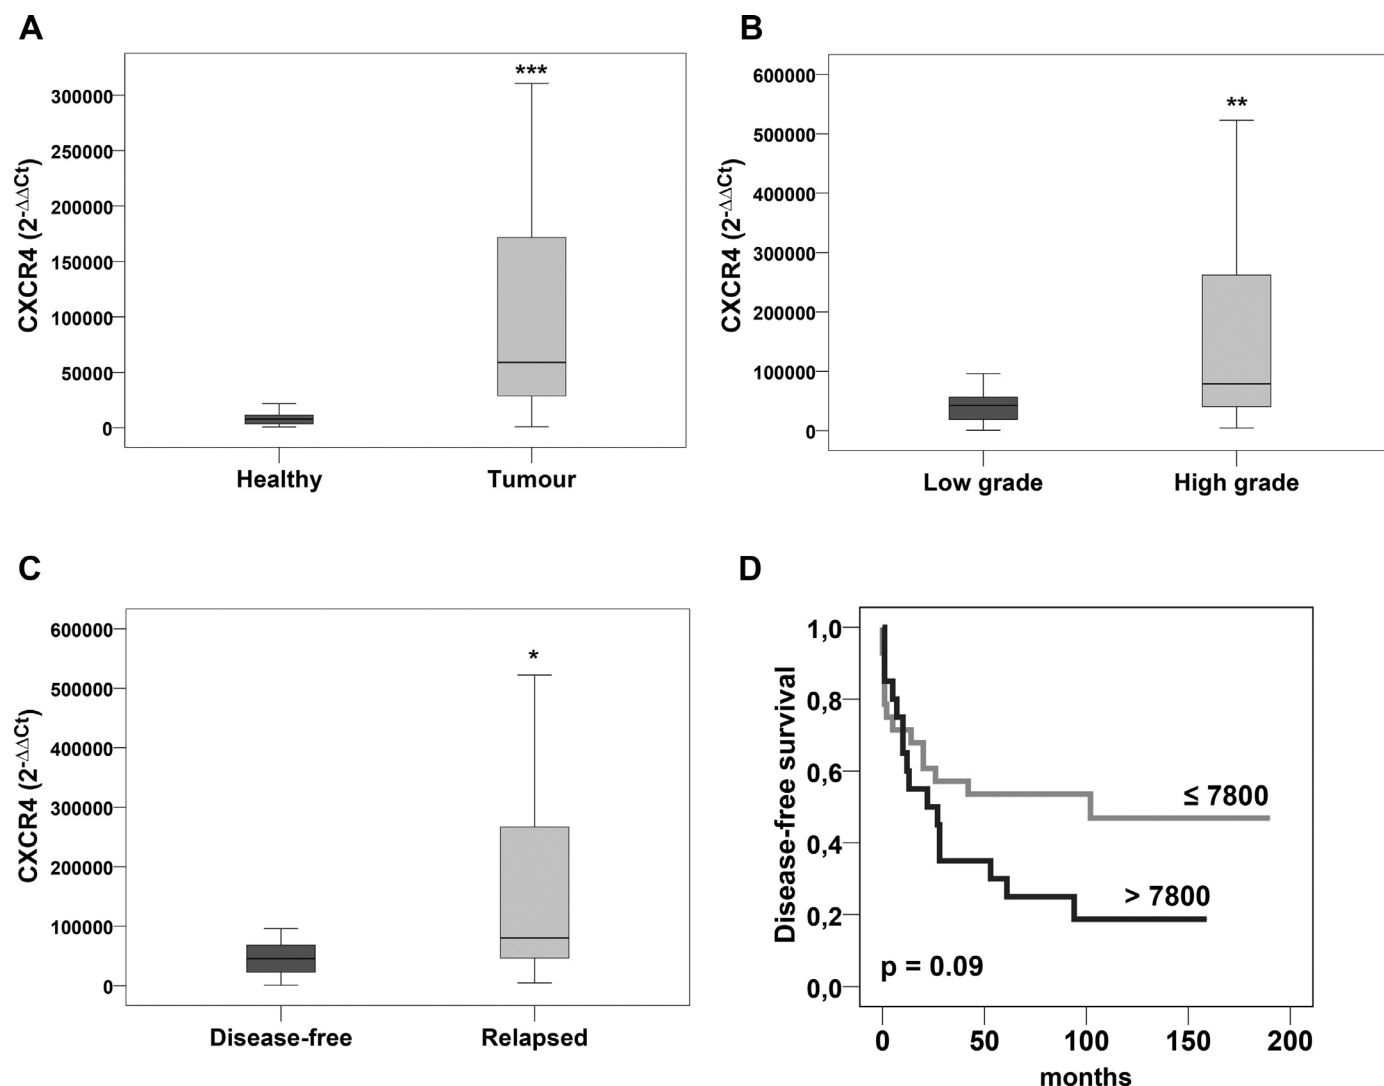 A
CXCR4 (2-ΔΔCt)
***
300000
250000
200000
150000
100000
50000
0
Healthy
Tumour
B
CXCR4 (2-ΔΔCt)
**
600000
500000
400000
300000
200000
100000
0
Low grade
High grade
C
CXCR4 (2-ΔΔCt)
*
600000
500000
400000
300000
200000
100000
0
Disease-free
Relapsed
D
Disease-free survival
1,0
0,8
0,6
0,4
0,2
0,0
≤ 7800
> 7800
p = 0.09
0 50 100 150 200
months